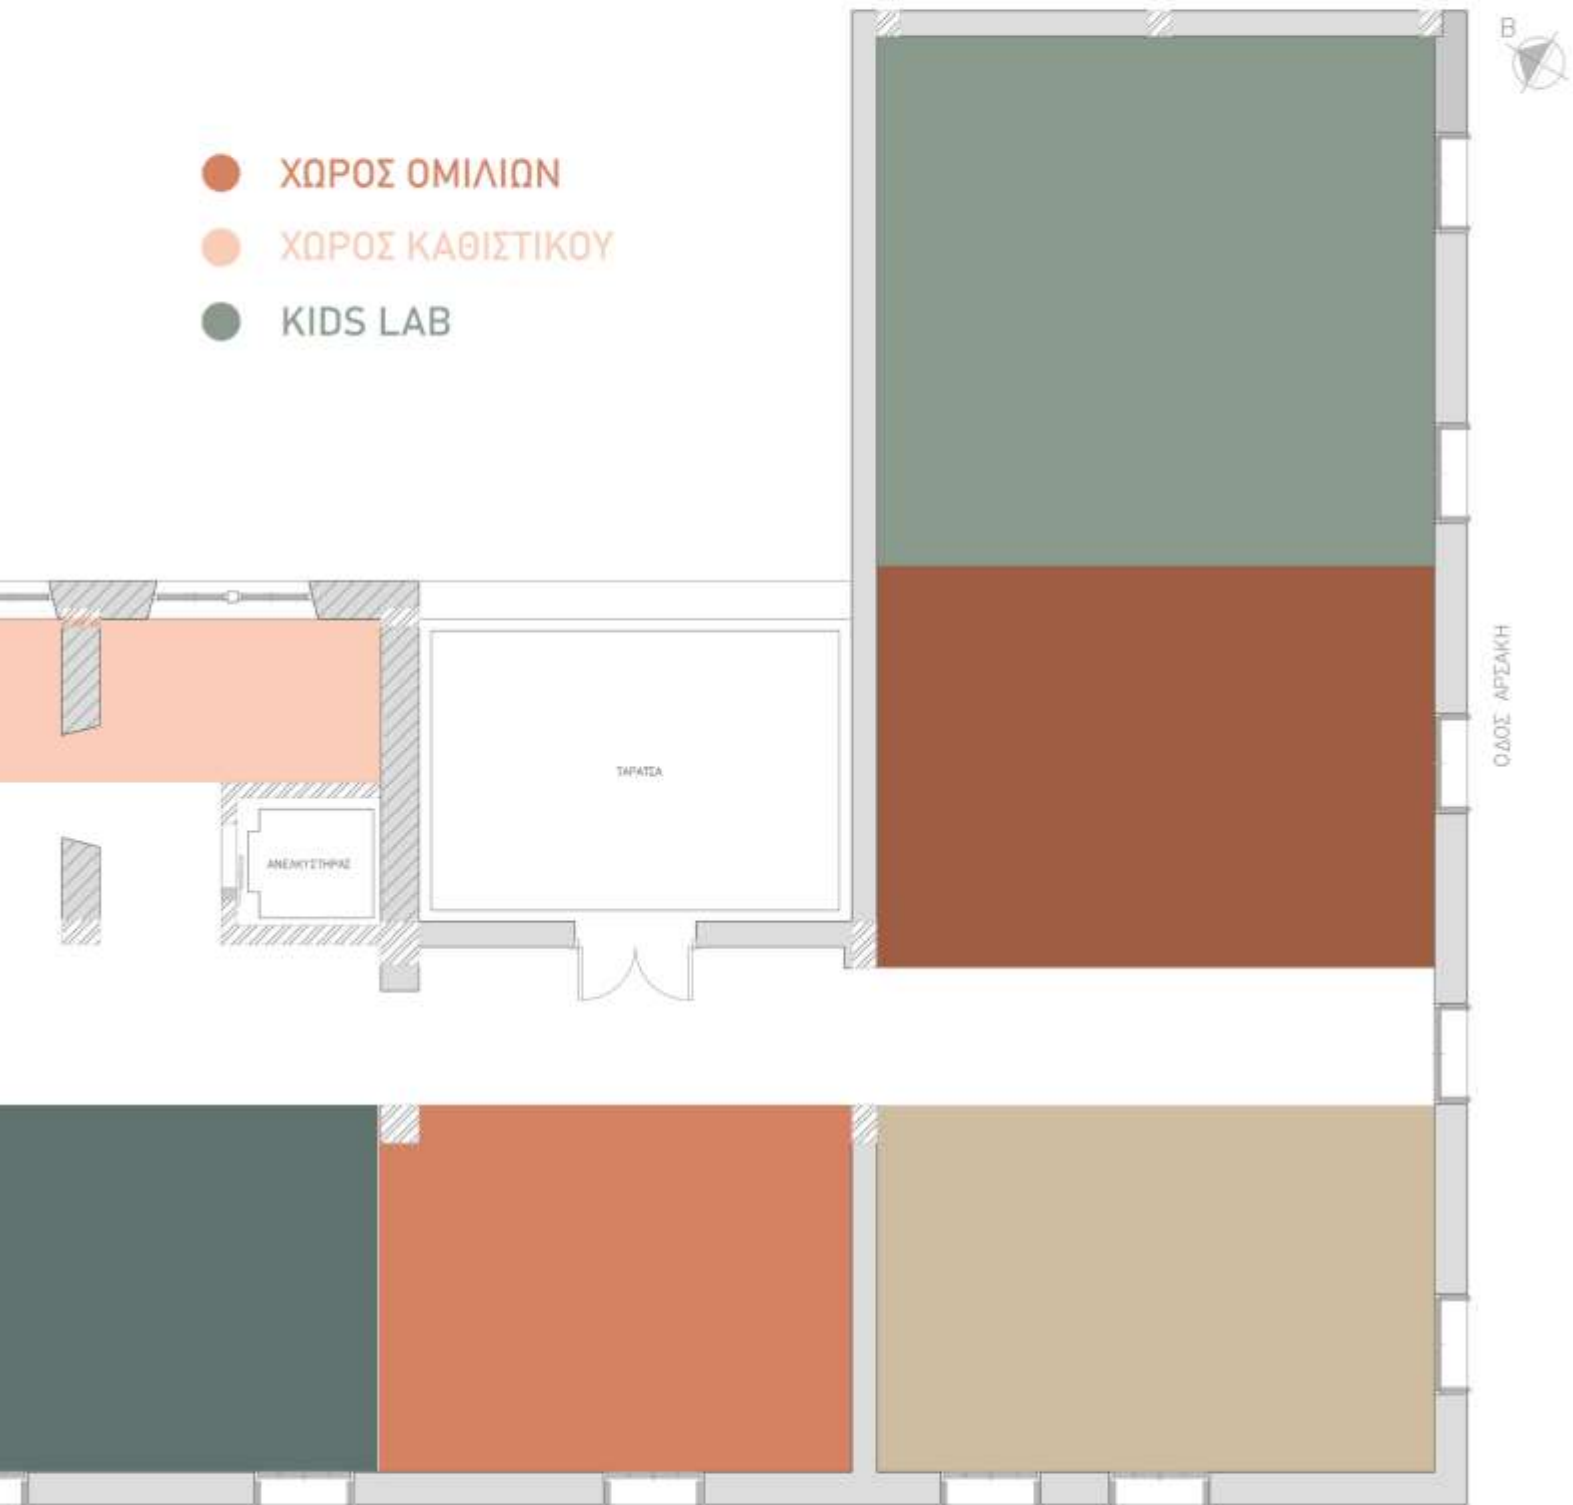 Β
ΧΩΡΟΣ ΟΜΙΛΙΩΝ
ΧΩΡΟΣ ΚΑΘΙΣΤΙΚΟΥ
KIDS LAB
ΟΔΟΣ ΑΡΣΑΚΗ
ΤΑΡΑΤΣΑ
ΑΝΕΛΚΥΣΤΗΡΑΣ